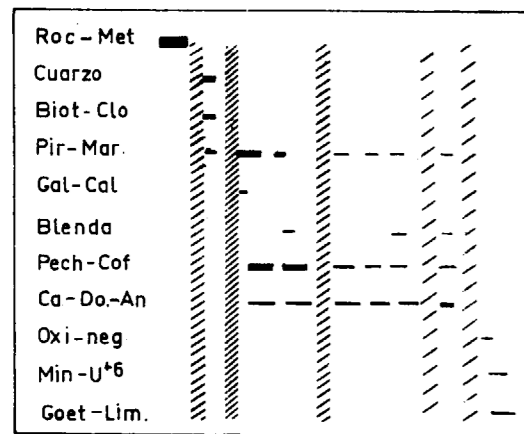 Roc-Met
Cuarzo
Biot-Clo
Pir-Mar.
Gal-Cal
Blenda
Pech-Cof
Ca-Do.-An
Oxi-neg
Min-U+6
Goet-Lim.